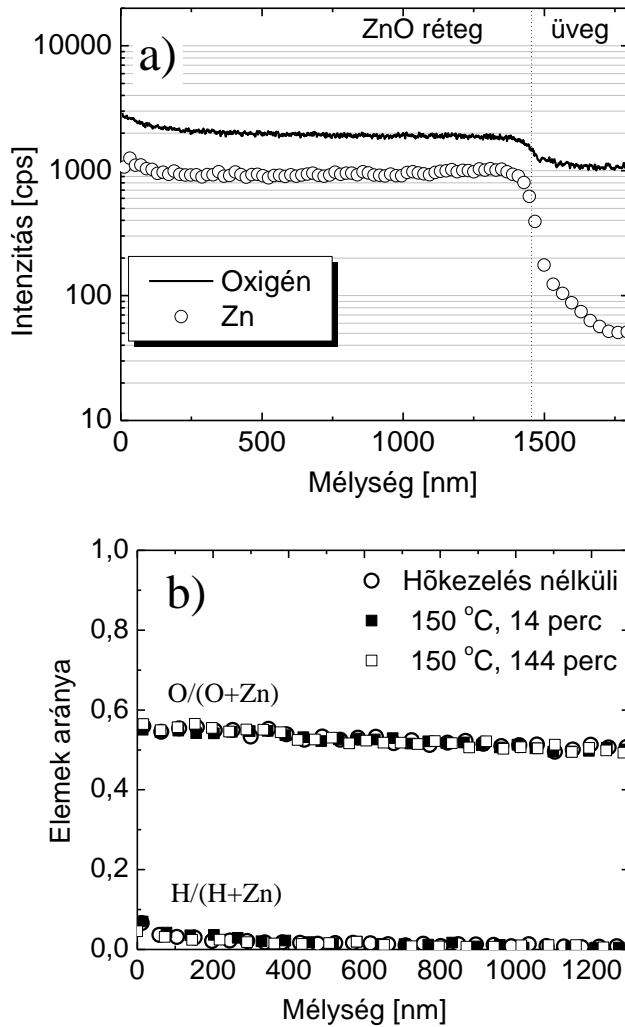 10000
a)
ZnO réteg
üveg
1000
100
10
Intenzitás [cps]
Oxigén
Zn
0
500
1000
1500
Mélység [nm]
1,0
b)
Hõkezelés nélküli
150 °C, 14 perc
150 °C, 144 perc
0,8
O/(O+Zn)
0,6
0,4
0,2
H/(H+Zn)
0,0
Elemek aránya
0
200
400
600
800
1000
1200
Mélység [nm]